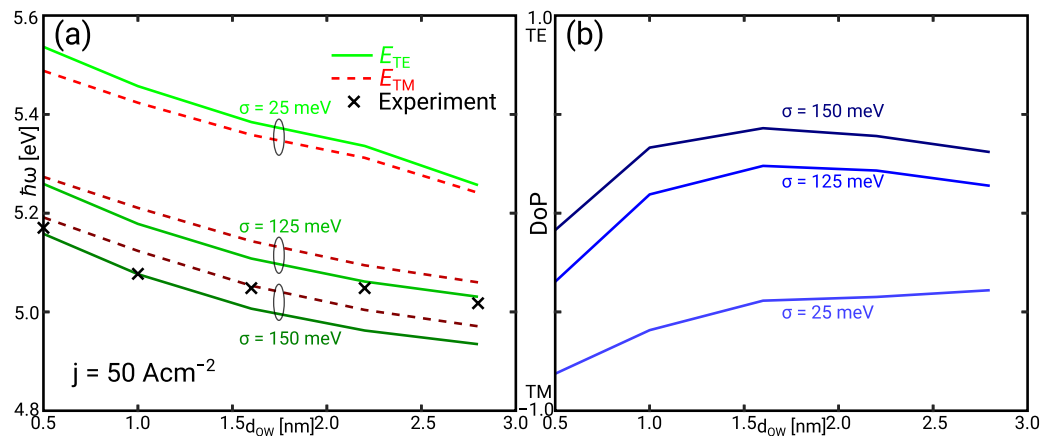 (a)
5.6
5.4
5.2
5.0
4.8
ħω [eV]
E_TE
E_TM
Experiment
σ = 25 meV
σ = 125 meV
σ = 150 meV
j = 50 Acm⁻²
0.5
1.0
1.5
2.0
2.5
3.0
d_QW [nm]
(b)
1.0
TE
DoP
TM
−1.0
σ = 150 meV
σ = 125 meV
σ = 25 meV
0.5
1.0
1.5
2.0
2.5
3.0
d_QW [nm]